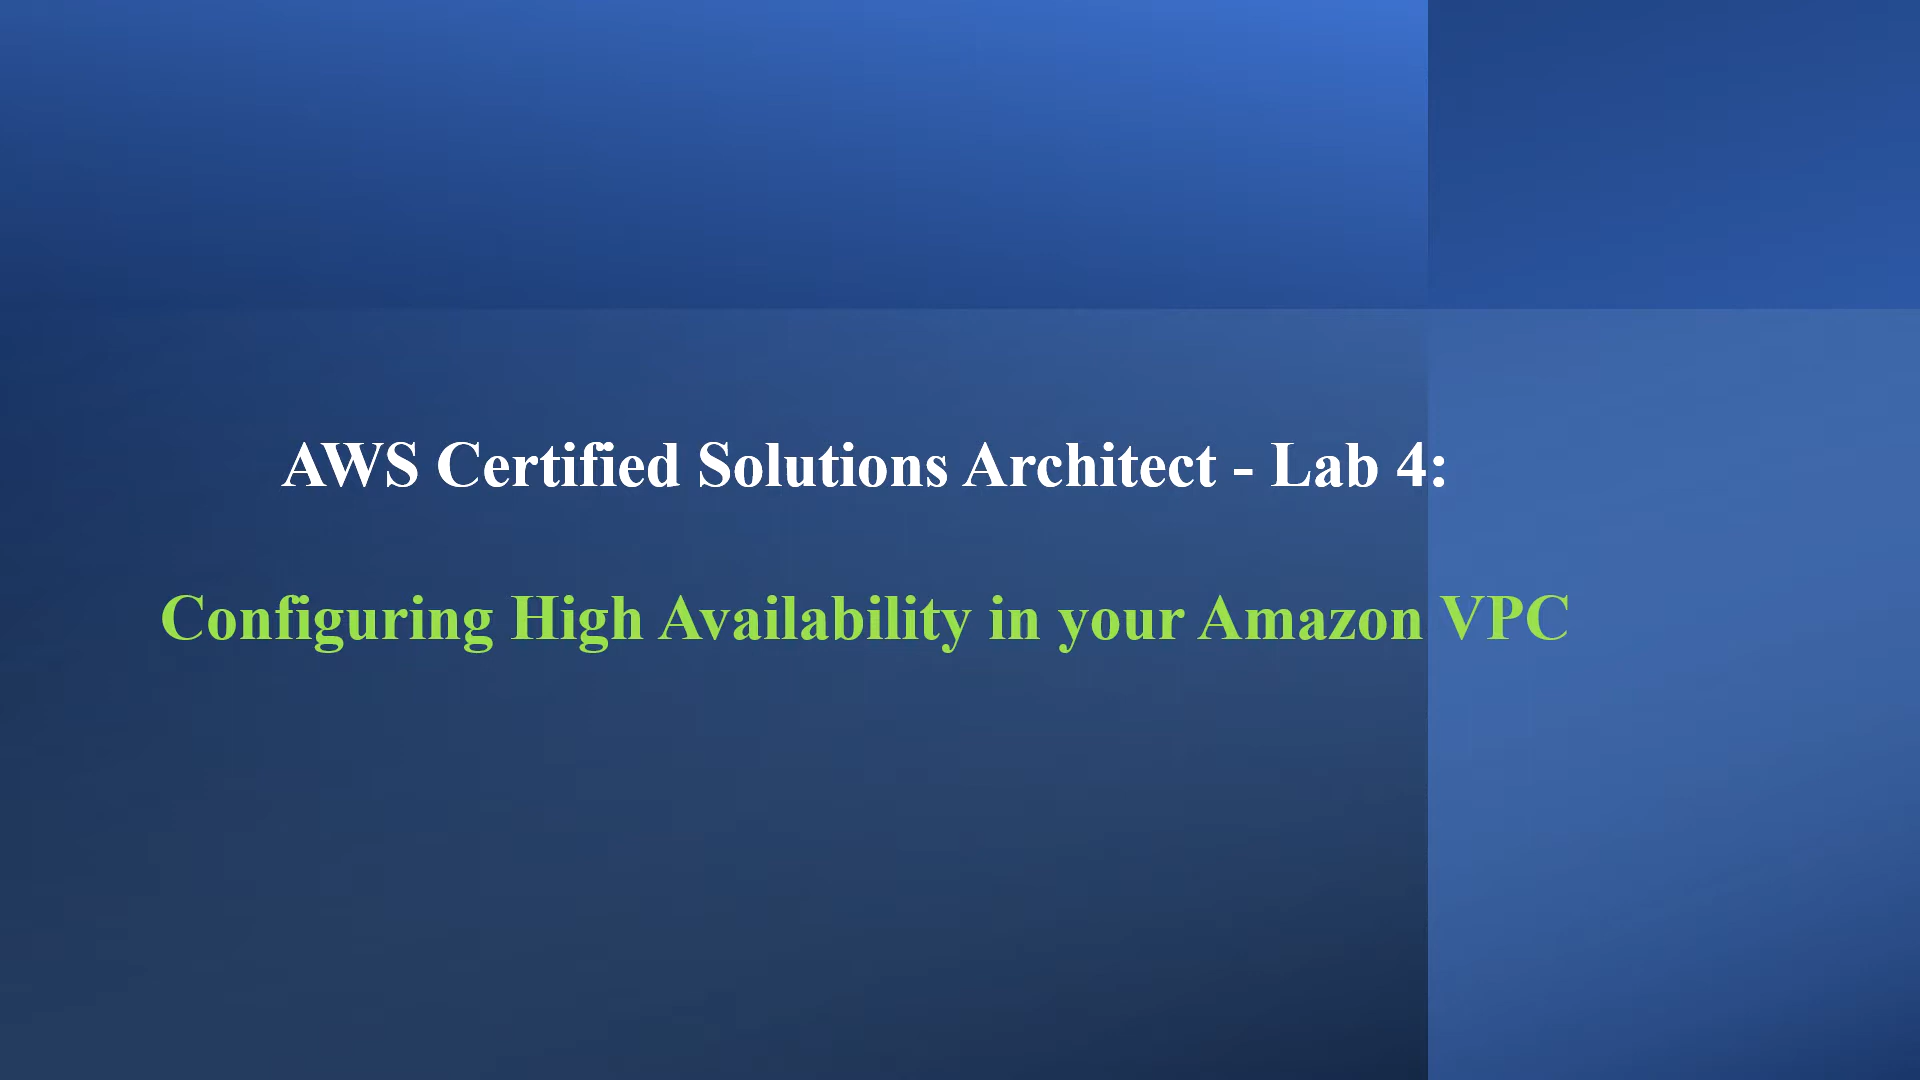 AWS Certified Solutions Architect - Lab 4:
Configuring High Availability in your Amazon VPC